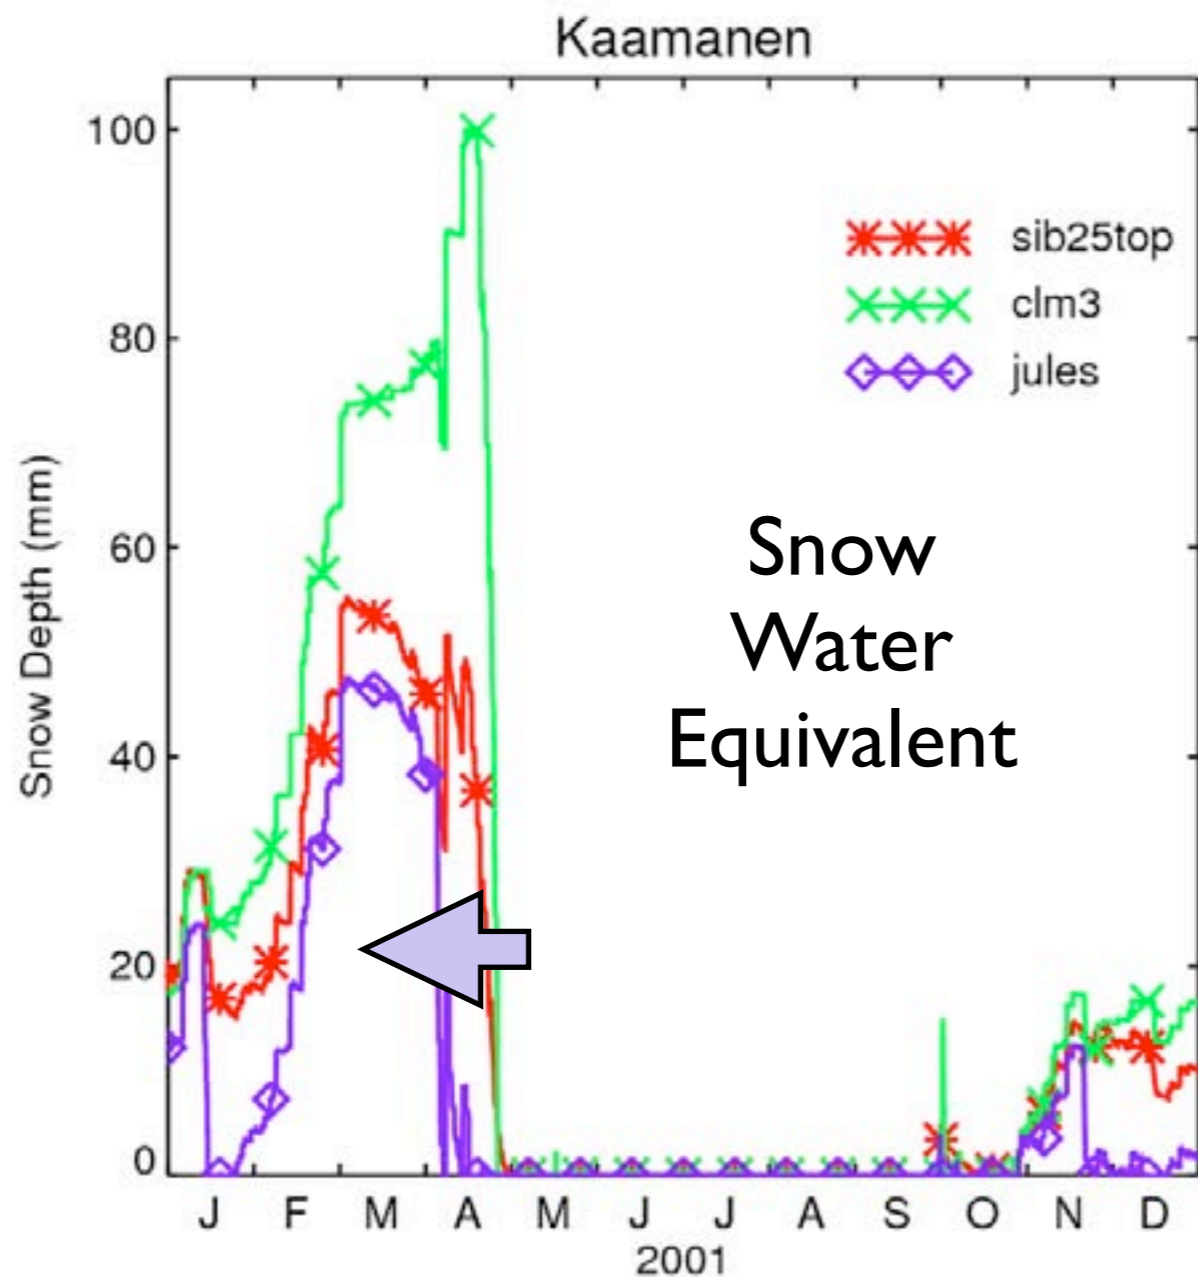 Kaamanen
100
80
60
40
20
0
Snow Depth (mm)
sib25top
clm3
jules
Snow
Water
Equivalent
J F M A M J J A S O N D
2001